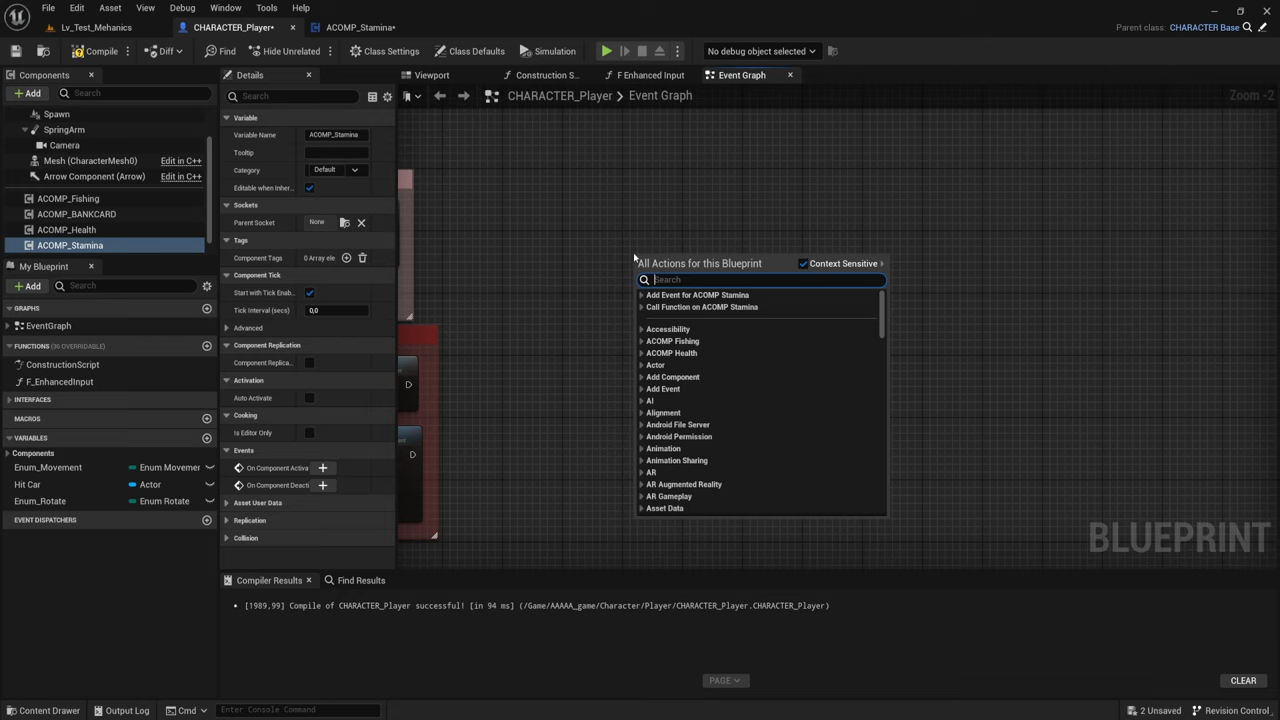 File Edit Asset View Debug Window Tools Help
Lv_Test_Mehanics CHARACTER_Player• ACOMP_Stamina• Parent class: CHARACTER Base
Compile Diff Find Hide Unrelated Class Settings Class Defaults Simulation No debug object selected
Components Details Viewport Construction S... F Enhanced Input Event Graph
Add Search Search CHARACTER_Player > Event Graph Zoom -2
Spawn
SpringArm
Camera
Mesh (CharacterMesh0) Edit in C++
Arrow Component (Arrow) Edit in C++
ACOMP_Fishing
ACOMP_BANKCARD
ACOMP_Health
ACOMP_Stamina
My Blueprint
Add Search
GRAPHS
EventGraph
FUNCTIONS (30 OVERRIDABLE)
ConstructionScript
F_EnhancedInput
INTERFACES
MACROS
VARIABLES
Components
Enum_Movement Enum Movemer
Hit Car Actor
Enum_Rotate Enum Rotate
EVENT DISPATCHERS
Variable
Variable Name ACOMP_Stamina
Tooltip
Category Default
Editable when Inher...
Sockets
Parent Socket None
Tags
Component Tags 0 Array ele
Component Tick
Start with Tick Enab...
Tick Interval (secs) 0,0
Advanced
Component Replication
Component Replica...
Activation
Auto Activate
Cooking
Is Editor Only
Events
On Component Activa
On Component Deacti
Asset User Data
Replication
Collision
All Actions for this Blueprint Context Sensitive
Search
Add Event for ACOMP Stamina
Call Function on ACOMP Stamina
Accessibility
ACOMP Fishing
ACOMP Health
Actor
Add Component
Add Event
AI
Alignment
Android File Server
Android Permission
Animation
Animation Sharing
AR
AR Augmented Reality
AR Gameplay
Asset Data
BLUEPRINT
Compiler Results Find Results
• [1989,99] Compile of CHARACTER_Player successful! [in 94 ms] (/Game/AAAAA_game/Character/Player/CHARACTER_Player.CHARACTER_Player)
PAGE CLEAR
Content Drawer Output Log Cmd Enter Console Command 2 Unsaved Revision Control